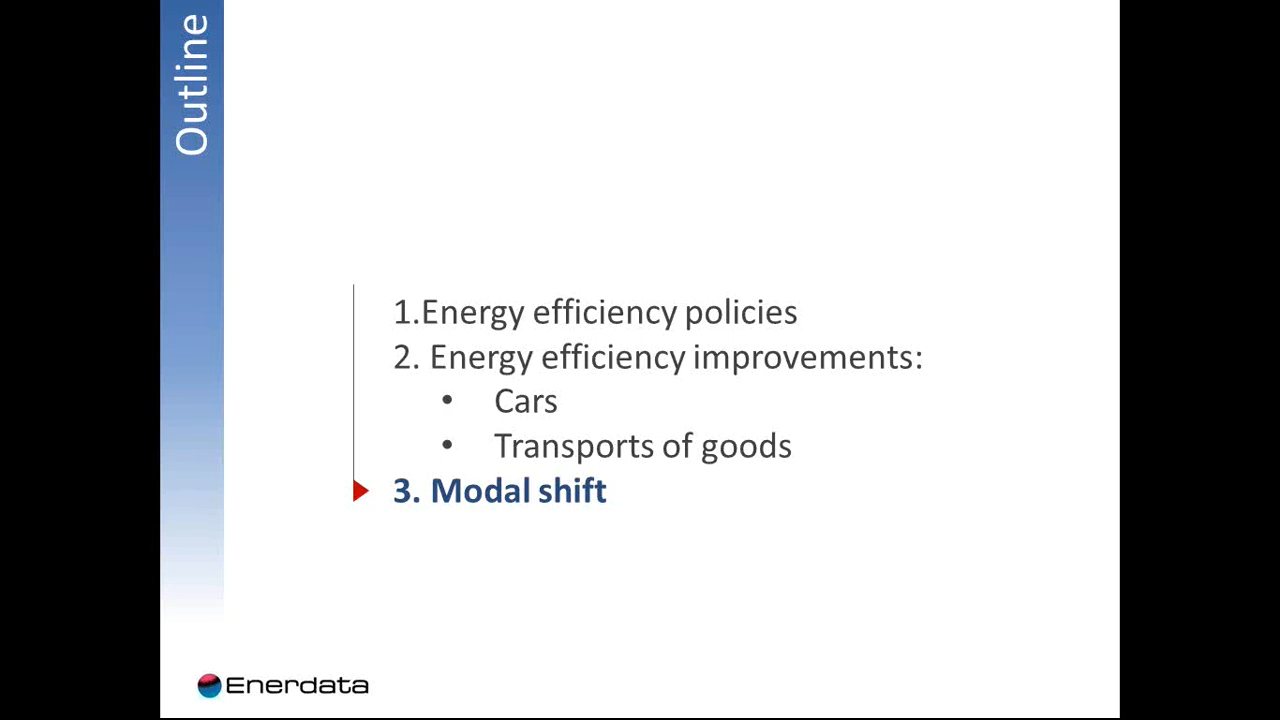 Outline
1.Energy efficiency policies
2. Energy efficiency improvements:
• Cars
• Transports of goods
3. Modal shift
Enerdata